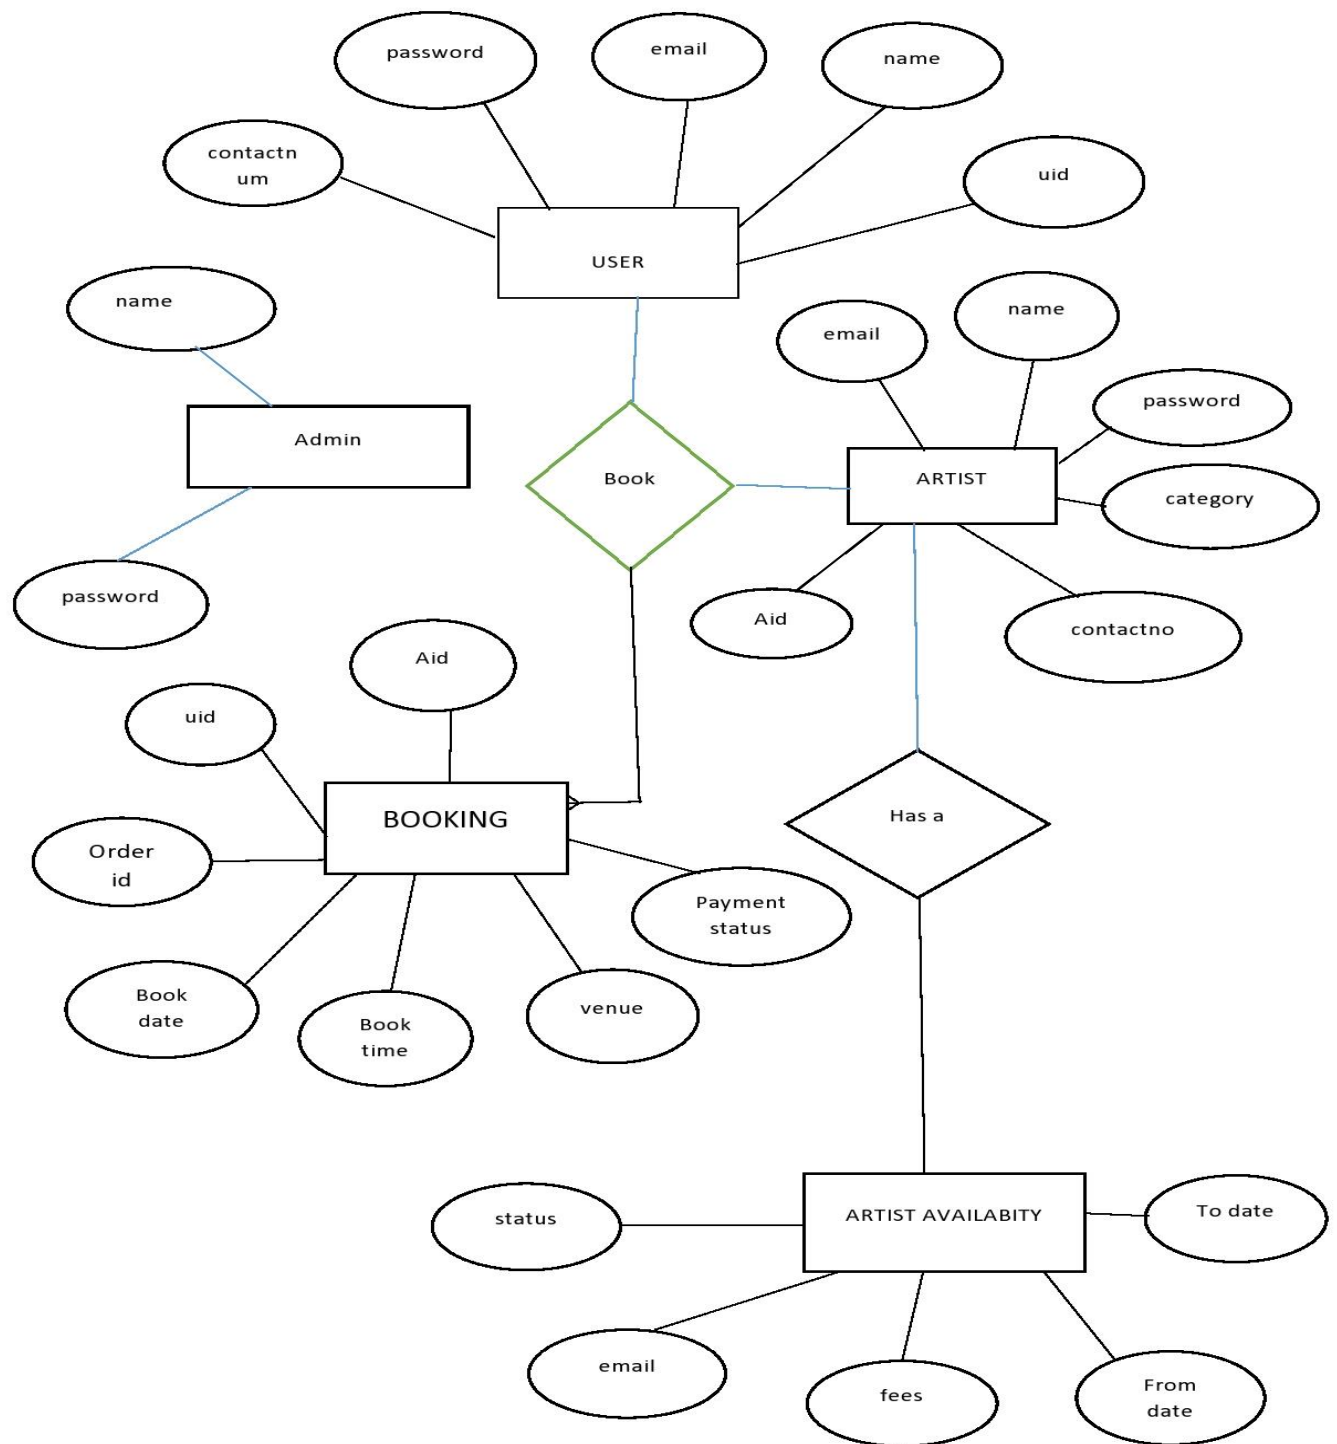 password
email
name
contactn
um
uid
USER
name
email
name
password
Admin
Book
ARTIST
category
password
Aid
contactno
Aid
uid
BOOKING
Has a
Order
id
Payment
status
Book
date
Book
time
venue
status
ARTIST AVAILABITY
To date
email
fees
From
date